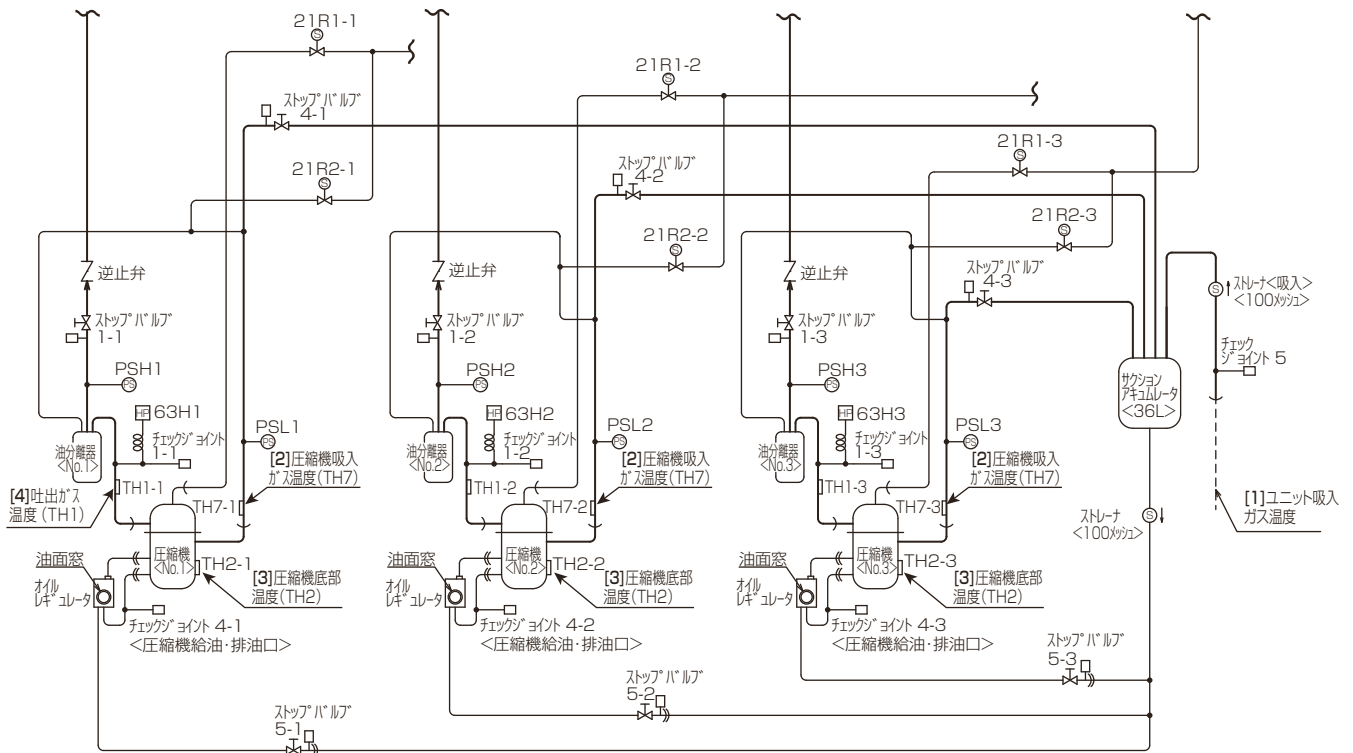 21R1-1
ストップバルブ
4-1
21R2-1
逆止弁
ストップバルブ
1-1
PSH1
PS
HP
63H1
チェックジョイント
1-1
油分離器
<No.1>
PSL1
PS
[2]圧縮機吸入
ガス温度(TH7)
[4]吐出ガス
温度(TH1)
TH1-1
TH7-1
圧縮機
<No.1>
TH2-1
[3]圧縮機底部
温度(TH2)
油面窓
オイル
レギュレータ
チェックジョイント 4-1
<圧縮機給油・排油口>
ストップバルブ
5-1
21R1-2
ストップバルブ
4-2
21R2-2
逆止弁
ストップバルブ
1-2
PSH2
PS
HP
63H2
チェックジョイント
1-2
油分離器
<No.2>
PSL2
PS
[2]圧縮機吸入
ガス温度(TH7)
TH1-2
TH7-2
圧縮機
<No.2>
TH2-2
[3]圧縮機底部
温度(TH2)
油面窓
オイル
レギュレータ
チェックジョイント 4-2
<圧縮機給油・排油口>
ストップバルブ
5-2
21R1-3
21R2-3
ストップバルブ
4-3
逆止弁
ストップバルブ
1-3
PSH3
PS
HP
63H3
チェックジョイント
1-3
油分離器
<No.3>
PSL3
PS
[2]圧縮機吸入
ガス温度(TH7)
TH1-3
TH7-3
圧縮機
<No.3>
TH2-3
[3]圧縮機底部
温度(TH2)
油面窓
オイル
レギュレータ
チェックジョイント 4-3
<圧縮機給油・排油口>
ストップバルブ
5-3
ストレーナ<吸入>
<100メッシュ>
チェック
ジョイント 5
サクション
アキュムレータ
<36L>
ストレーナ
<100メッシュ>
[1]ユニット吸入
ガス温度
S
S
S
S
S
S
S
S